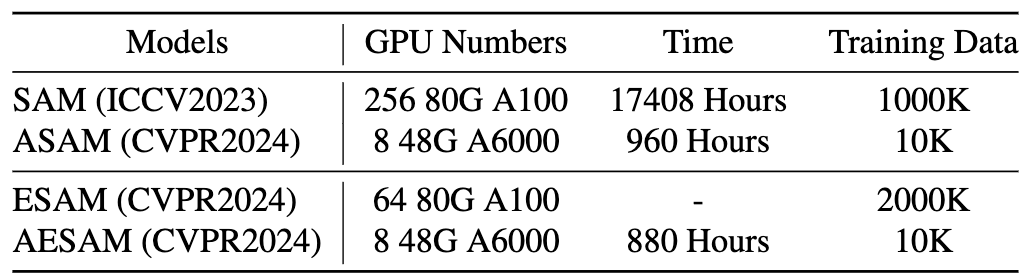 Models GPU Numbers Time Training Data
SAM (ICCV2023) 256 80G A100 17408 Hours 1000K
ASAM (CVPR2024) 8 48G A6000 960 Hours 10K
ESAM (CVPR2024) 64 80G A100 - 2000K
AESAM (CVPR2024) 8 48G A6000 880 Hours 10K